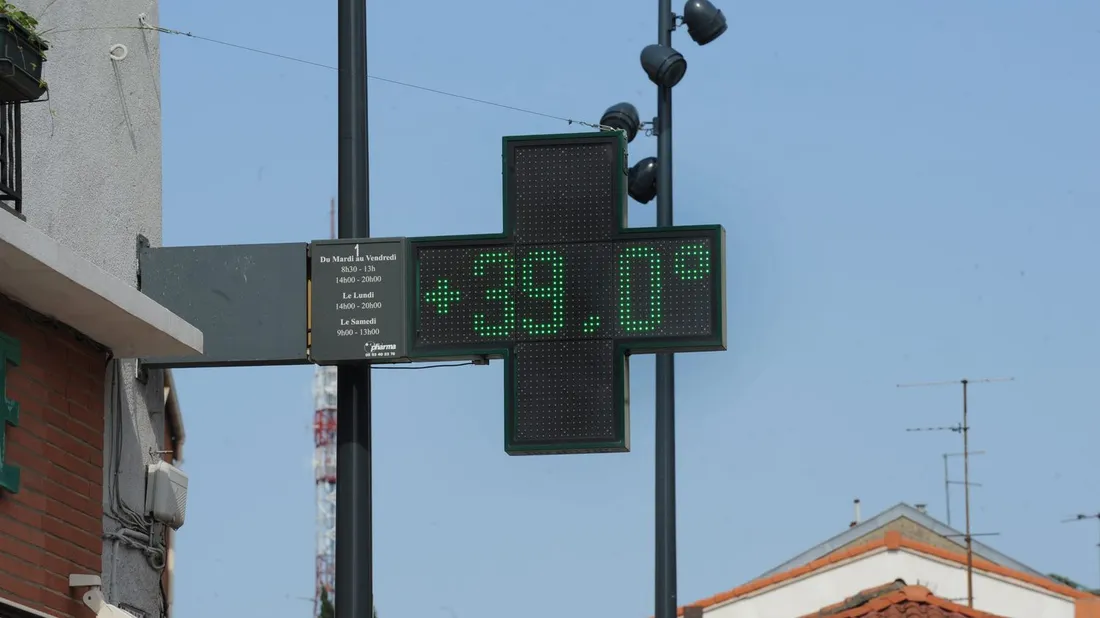 1
Du Mardi au Vendredi
8h30 - 13h
14h00 - 20h00
Le Lundi
14h00 - 20h00
Le Samedi
9h00 - 13h00
pharma
+39.0°